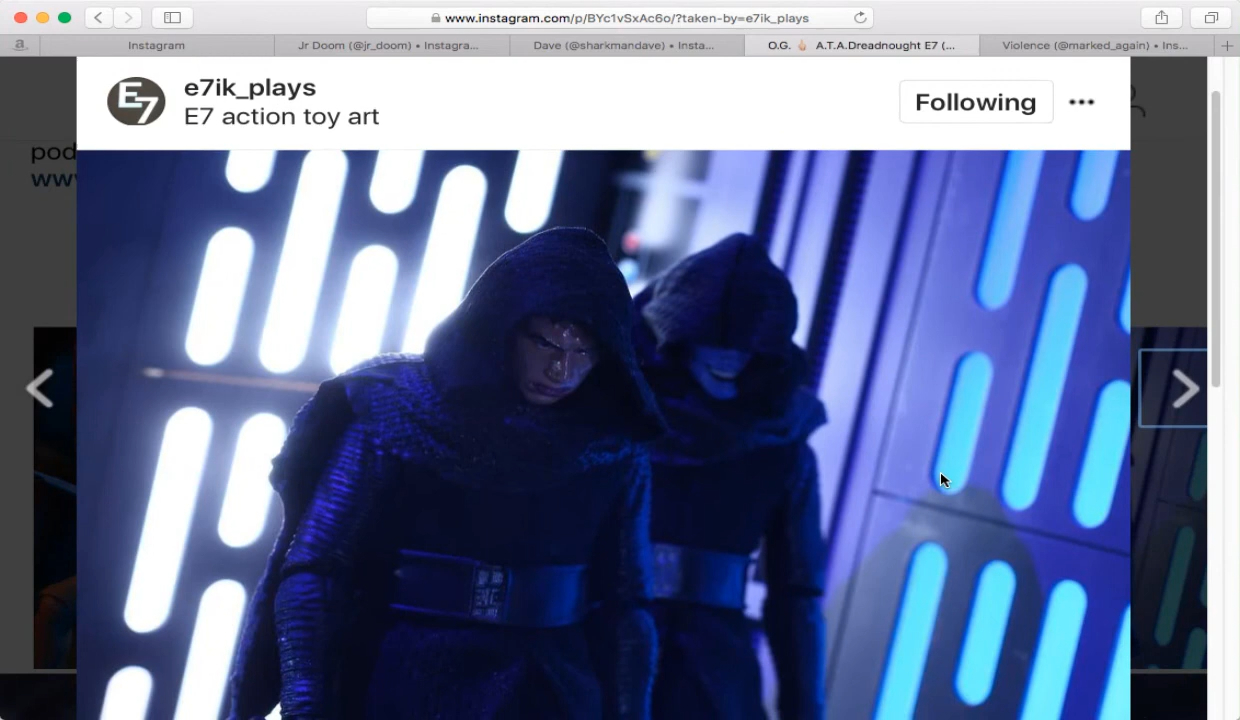 www.instagram.com/p/BYc1vSxAc6o/?taken-by=e7ik_plays
a
Instagram
Jr Doom (@jr_doom) • Instagra...
Dave (@sharkmandave) • Insta...
O.G. 🖕🏼 A.T.A.Dreadnought E7 (...
Violence (@marked_again) • Ins...
E7
e7ik_plays
E7 action toy art
Following
pod
www